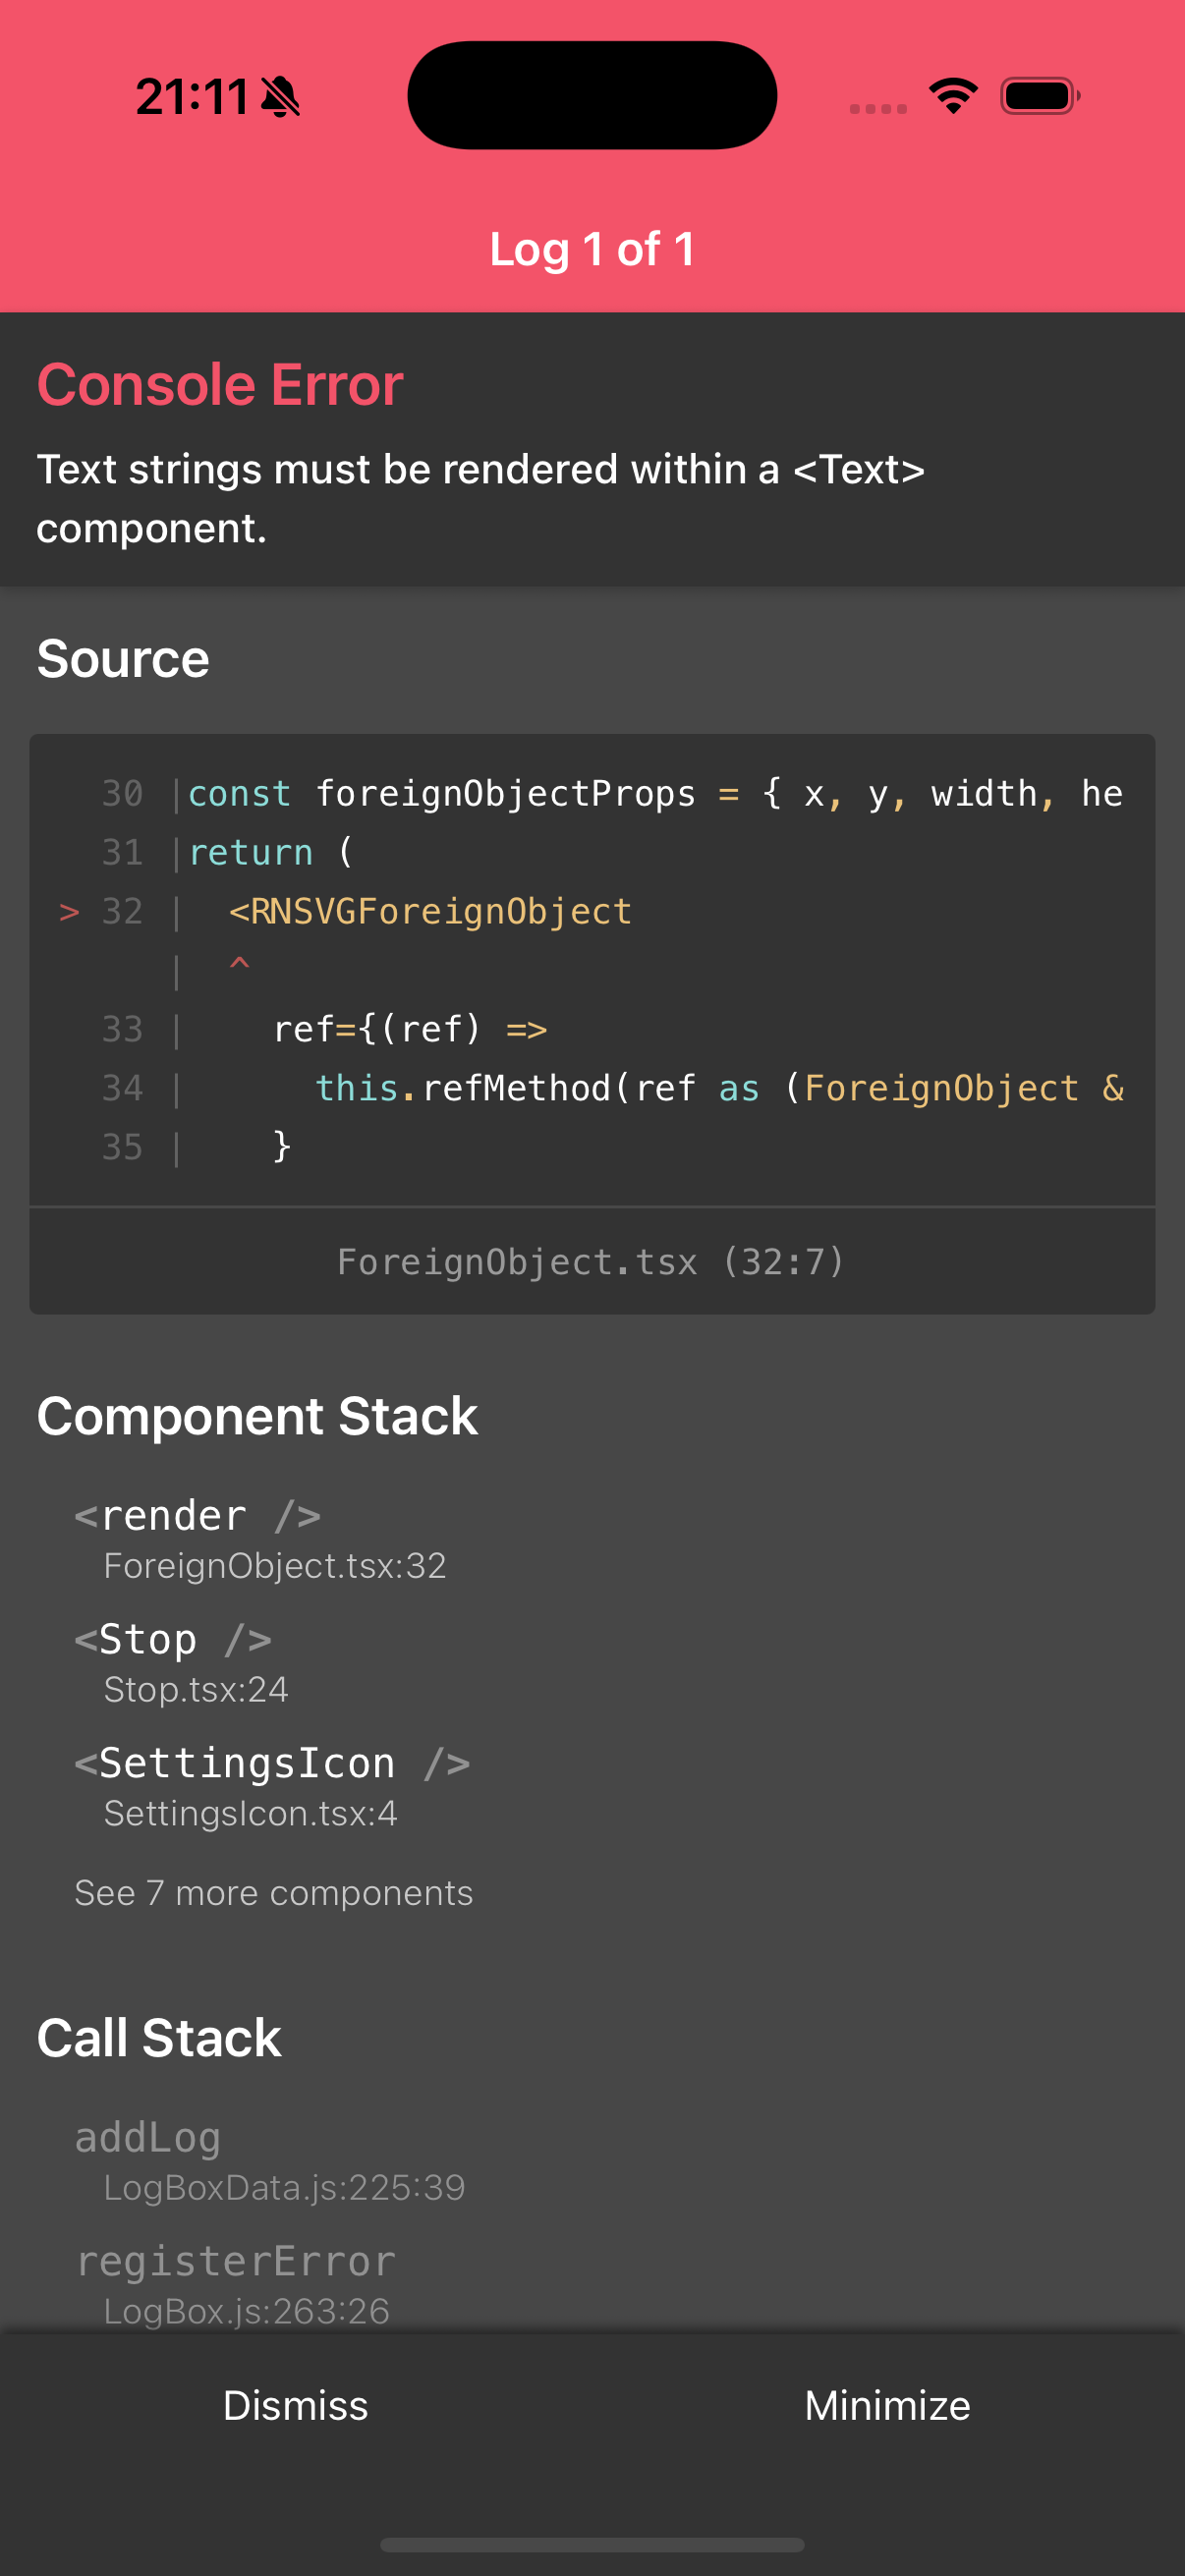 21:11
Log 1 of 1
Console Error
Text strings must be rendered within a <Text>
component.
Source
30 |const foreignObjectProps = { x, y, width, he
31 |return (
> 32 |  <RNSVGForeignObject
|  ^
33 |    ref={(ref) =>
34 |      this.refMethod(ref as (ForeignObject &
35 |    }
ForeignObject.tsx (32:7)
Component Stack
<render />
ForeignObject.tsx:32
<Stop />
Stop.tsx:24
<SettingsIcon />
SettingsIcon.tsx:4
See 7 more components
Call Stack
addLog
LogBoxData.js:225:39
registerError
LogBox.js:263:26
Dismiss Minimize